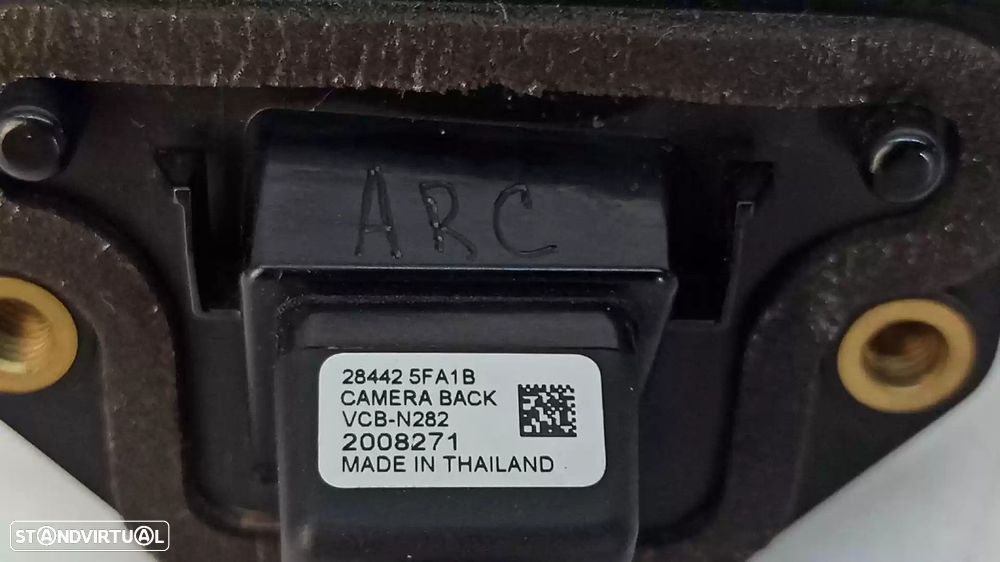 ARC
28442 5FA1B
CAMERA BACK
VCB-N282
2008271
MADE IN THAILAND
STANDVIRTUAL